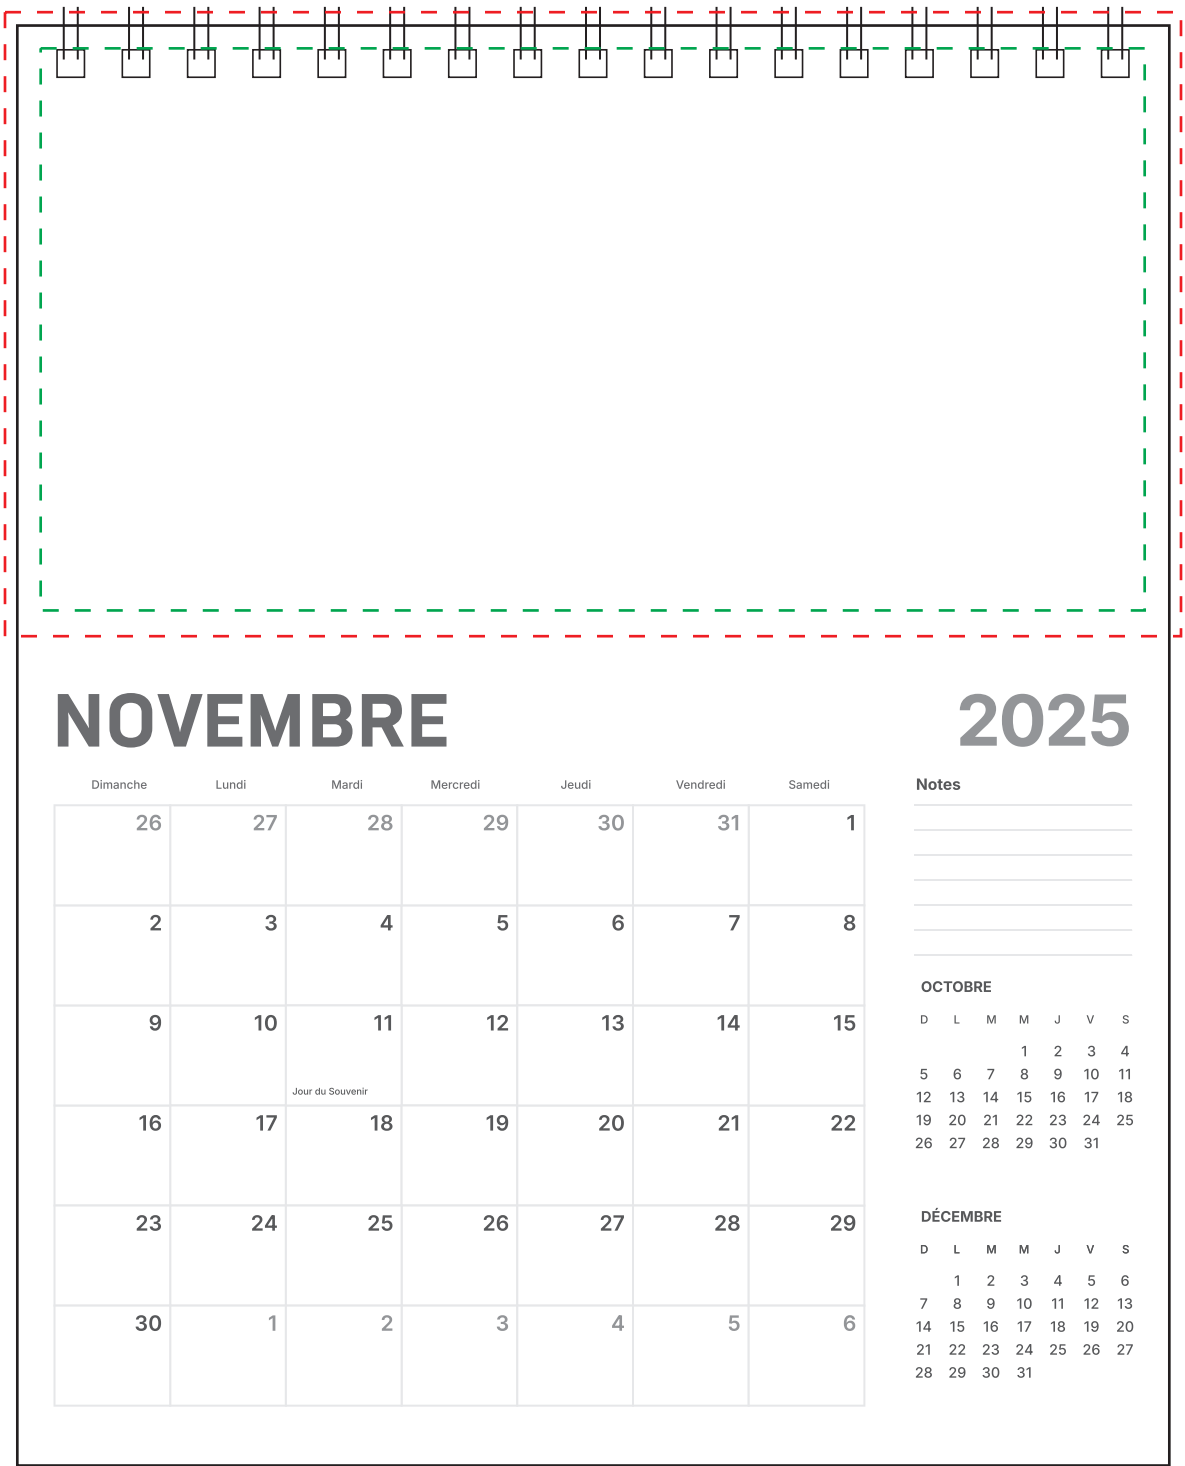 NOVEMBRE 2025
Dimanche Lundi Mardi Mercredi Jeudi Vendredi Samedi
26 27 28 29 30 31 1
2 3 4 5 6 7 8
9 10 11 12 13 14 15
Jour du Souvenir
16 17 18 19 20 21 22
23 24 25 26 27 28 29
30 1 2 3 4 5 6
Notes
OCTOBRE
D L M M J V S
1 2 3 4
5 6 7 8 9 10 11
12 13 14 15 16 17 18
19 20 21 22 23 24 25
26 27 28 29 30 31
DÉCEMBRE
D L M M J V S
1 2 3 4 5 6
7 8 9 10 11 12 13
14 15 16 17 18 19 20
21 22 23 24 25 26 27
28 29 30 31